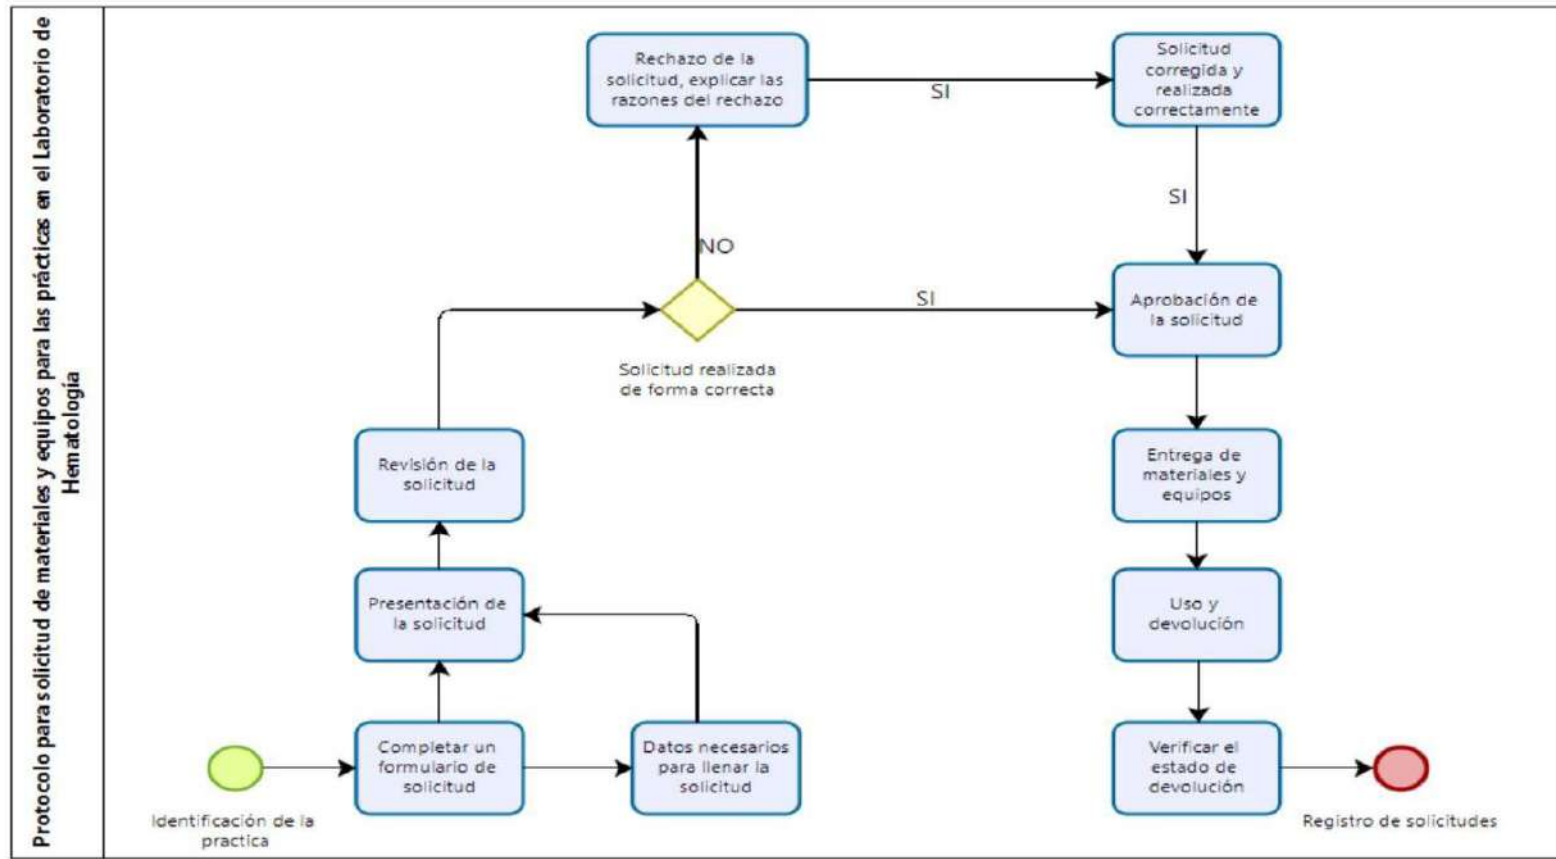 Protocolo para solicitud de materiales y equipos para las prácticas en el Laboratorio de
Hematología
Rechazo de la
solicitud, explicar las
razones del rechazo
SI
Solicitud
corregida y
realizada
correctamente
SI
NO
SI
Aprobación de
la solicitud
Solicitud realizada
de forma correcta
Revisión de la
solicitud
Entrega de
materiales y
equipos
Presentación de
la solicitud
Uso y
devolución
Completar un
formulario de
solicitud
Datos necesarios
para llenar la
solicitud
Verificar el
estado de
devolución
Identificación de la
practica
Registro de solicitudes